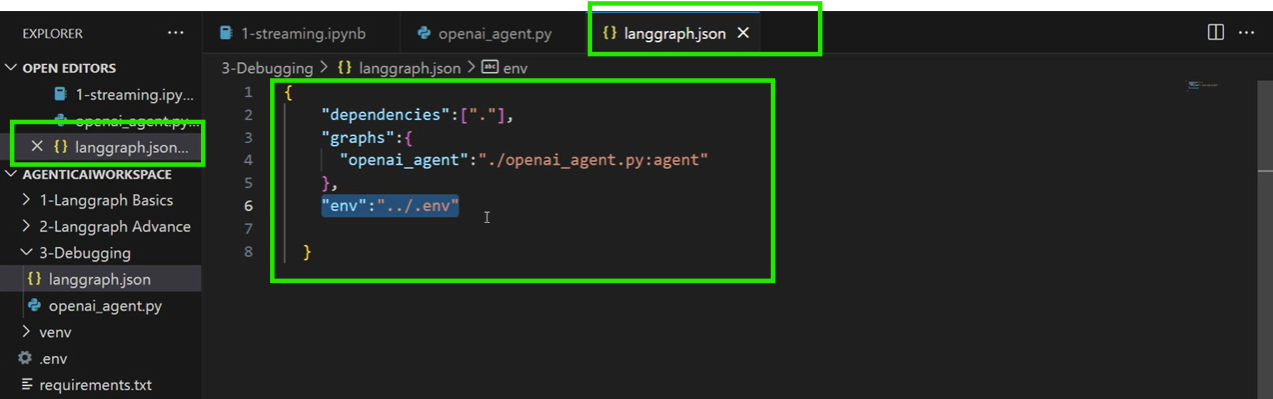 EXPLORER ...
1-streaming.ipynb
openai_agent.py
{} langgraph.json ×
OPEN EDITORS
3-Debugging > {} langgraph.json > abc env
1-streaming.ipy...
openai_agent.py...
× {} langgraph.json...
AGENTICAIWORKSPACE
> 1-Langgraph Basics
> 2-Langgraph Advance
3-Debugging
{} langgraph.json
openai_agent.py
> venv
.env
requirements.txt
1 {
2 "dependencies":["."],
3 "graphs":{
4 "openai_agent":"./openai_agent.py:agent"
5 },
6 "env":"../.env"
7
8 }